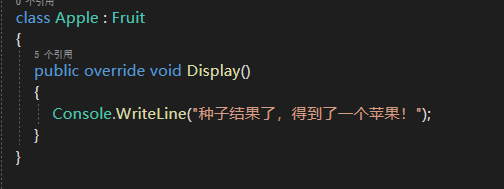 0 个引用
class Apple : Fruit
{
5 个引用
public override void Display()
{
Console.WriteLine("种子结果了，得到了一个苹果！");
}
}